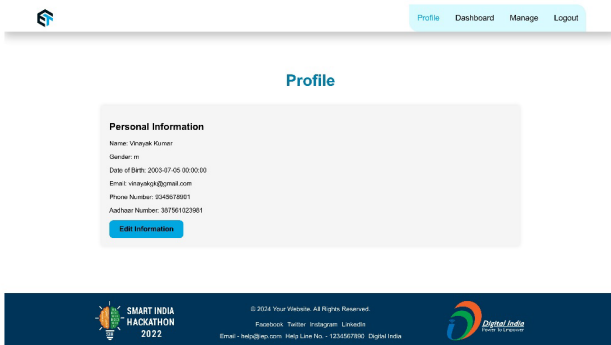 Profile Dashboard Manage Logout
Profile
Personal Information
Name: Vinayak Kumar
Gender: m
Date of Birth: 2003-07-05 00:00:00
Email: vinayakgk@gmail.com
Phone Number: 9345678901
Aadhaar Number: 387561023981
Edit Information
SMART INDIA
HACKATHON
2022
© 2024 Your Website. All Rights Reserved.
Facebook Twitter Instagram LinkedIn
Email - help@iep.com Help Line No. - 1234567890 Digital India
Digital India
Power To Empower